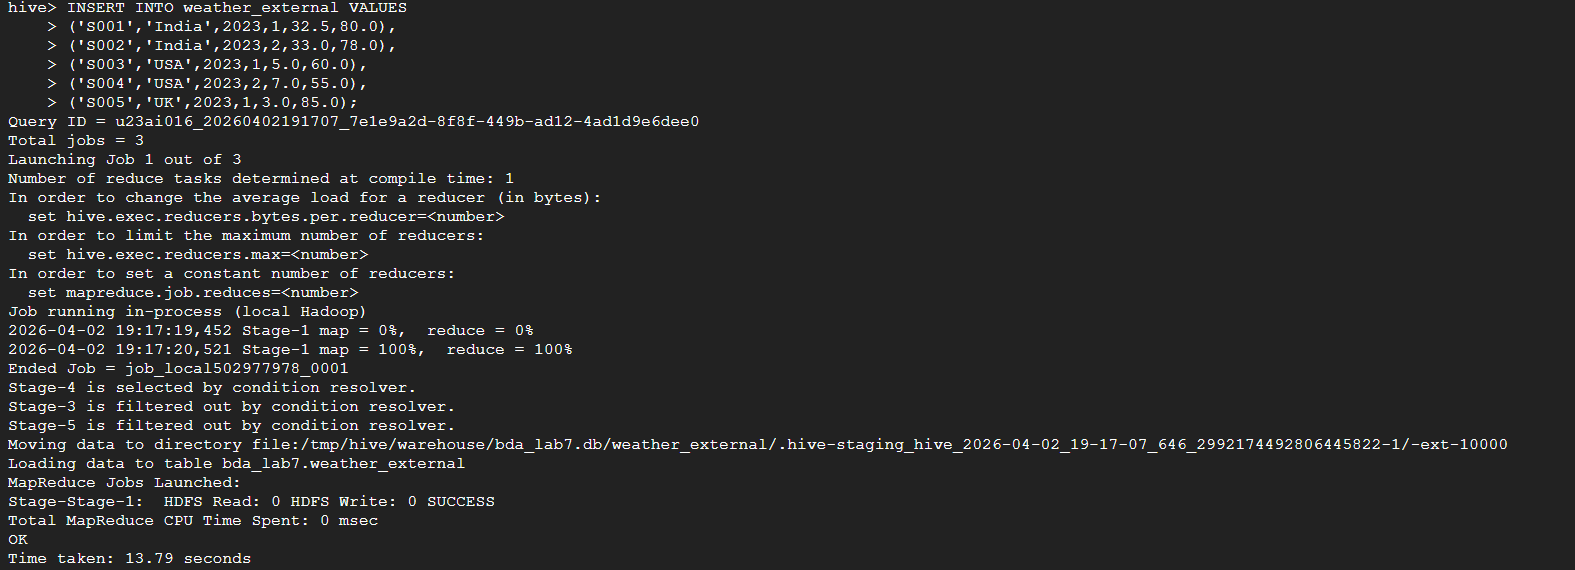 hive> INSERT INTO weather_external VALUES
    > ('S001','India',2023,1,32.5,80.0),
    > ('S002','India',2023,2,33.0,78.0),
    > ('S003','USA',2023,1,5.0,60.0),
    > ('S004','USA',2023,2,7.0,55.0),
    > ('S005','UK',2023,1,3.0,85.0);
Query ID = u23ai016_20260402191707_7e1e9a2d-8f8f-449b-ad12-4ad1d9e6dee0
Total jobs = 3
Launching Job 1 out of 3
Number of reduce tasks determined at compile time: 1
In order to change the average load for a reducer (in bytes):
  set hive.exec.reducers.bytes.per.reducer=<number>
In order to limit the maximum number of reducers:
  set hive.exec.reducers.max=<number>
In order to set a constant number of reducers:
  set mapreduce.job.reduces=<number>
Job running in-process (local Hadoop)
2026-04-02 19:17:19,452 Stage-1 map = 0%,  reduce = 0%
2026-04-02 19:17:20,521 Stage-1 map = 100%,  reduce = 100%
Ended Job = job_local502977978_0001
Stage-4 is selected by condition resolver.
Stage-3 is filtered out by condition resolver.
Stage-5 is filtered out by condition resolver.
Moving data to directory file:/tmp/hive/warehouse/bda_lab7.db/weather_external/.hive-staging_hive_2026-04-02_19-17-07_646_2992174492806445822-1/-ext-10000
Loading data to table bda_lab7.weather_external
MapReduce Jobs Launched:
Stage-Stage-1:  HDFS Read: 0 HDFS Write: 0 SUCCESS
Total MapReduce CPU Time Spent: 0 msec
OK
Time taken: 13.79 seconds